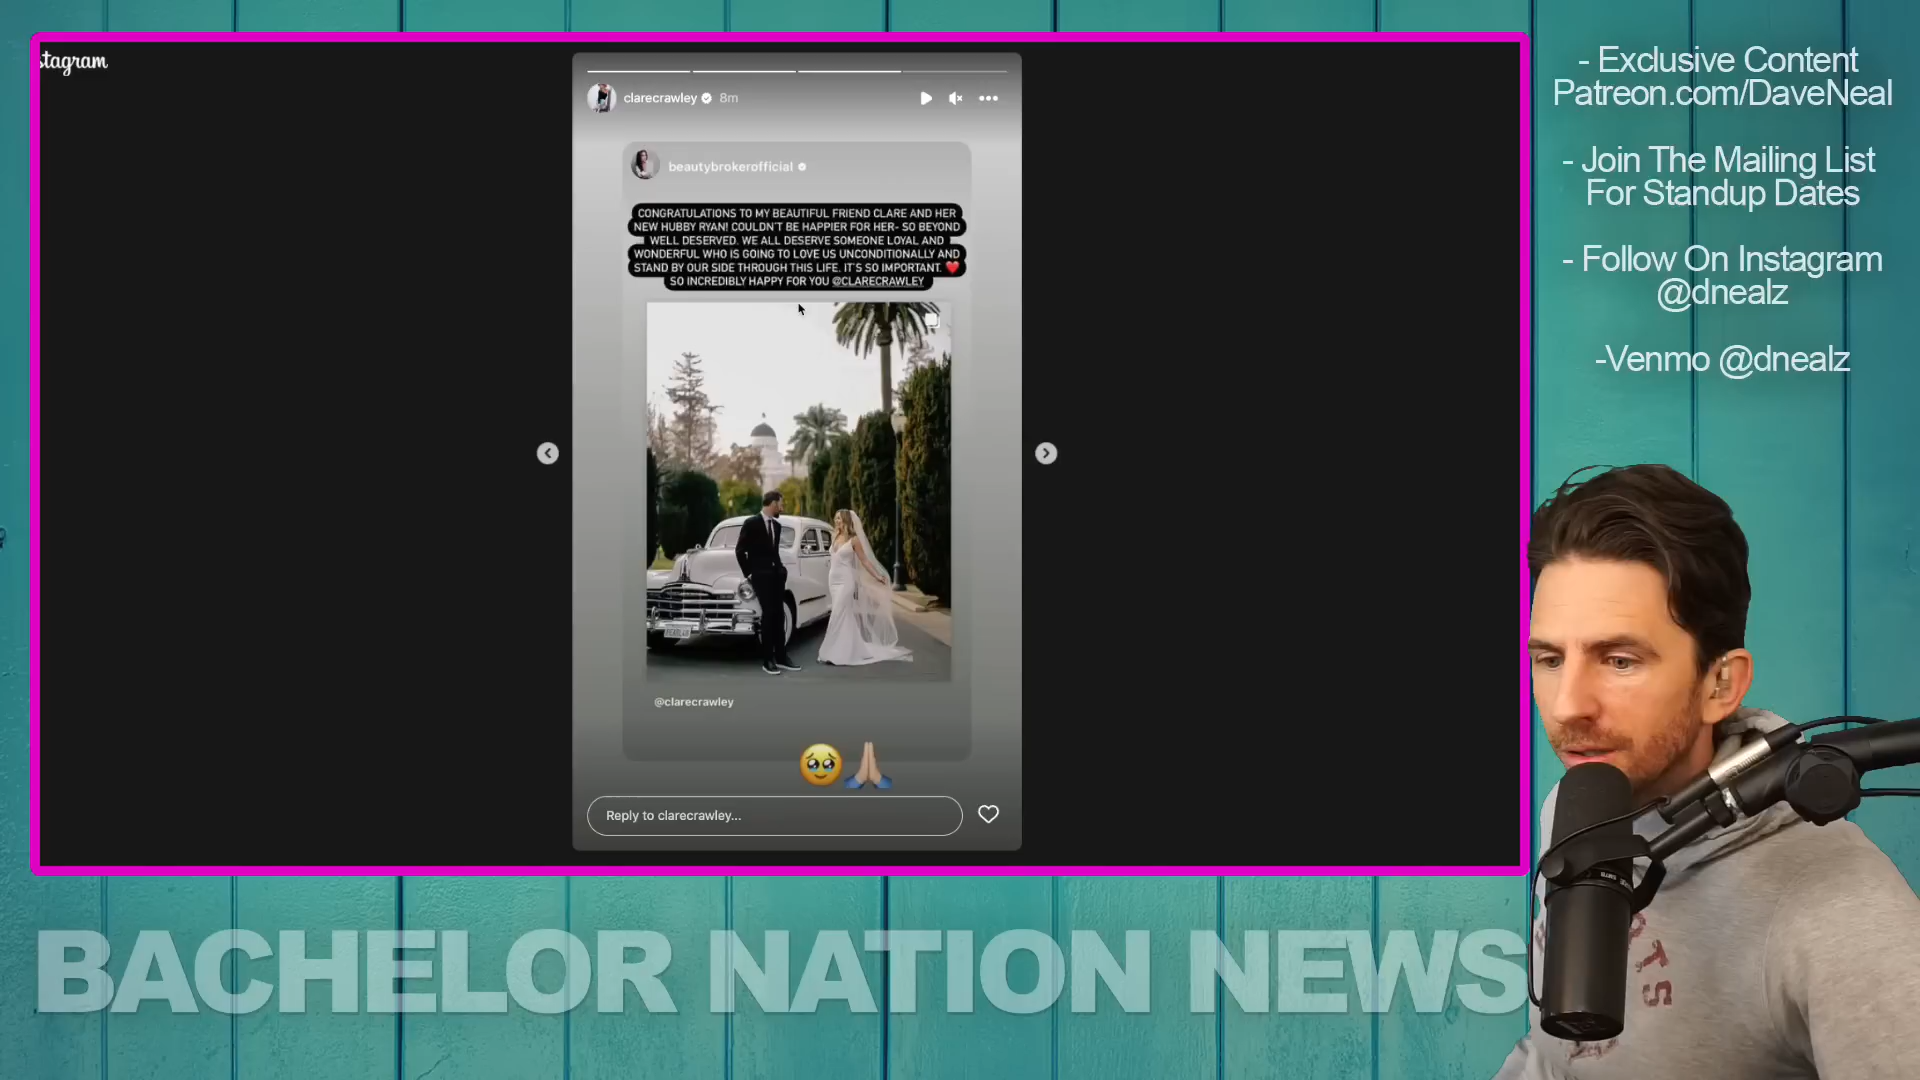 stagram
clarecrawley 8m
beautybrokerofficial
CONGRATULATIONS TO MY BEAUTIFUL FRIEND CLARE AND HER
NEW HUBBY RYAN! COULDN'T BE HAPPIER FOR HER- SO BEYOND
WELL DESERVED. WE ALL DESERVE SOMEONE LOYAL AND
WONDERFUL WHO IS GOING TO LOVE US UNCONDITIONALLY AND
STAND BY OUR SIDE THROUGH THIS LIFE. IT'S SO IMPORTANT. ❤️
SO INCREDIBLY HAPPY FOR YOU @CLARECRAWLEY
@clarecrawley
🥹🙏🏼
Reply to clarecrawley...
- Exclusive Content
Patreon.com/DaveNeal
- Join The Mailing List
For Standup Dates
- Follow On Instagram
@dnealz
-Venmo @dnealz
BACHELOR NATION NEWS